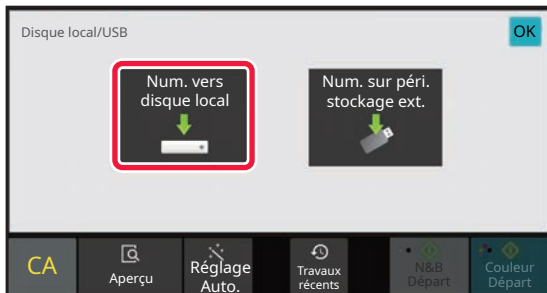 Disque local/USB
OK
Num. vers
disque local
Num. sur péri.
stockage ext.
CA
Aperçu
Réglage
Auto.
Travaux
récents
N&B
Départ
Couleur
Départ